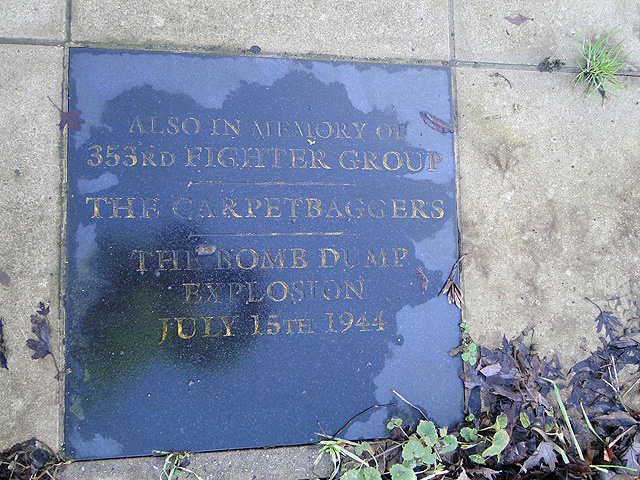 ALSO IN MEMORY OF
353RD FIGHTER GROUP
THE CARPETBAGGERS
THE BOMB DUMP
EXPLOSION
JULY 15TH 1944